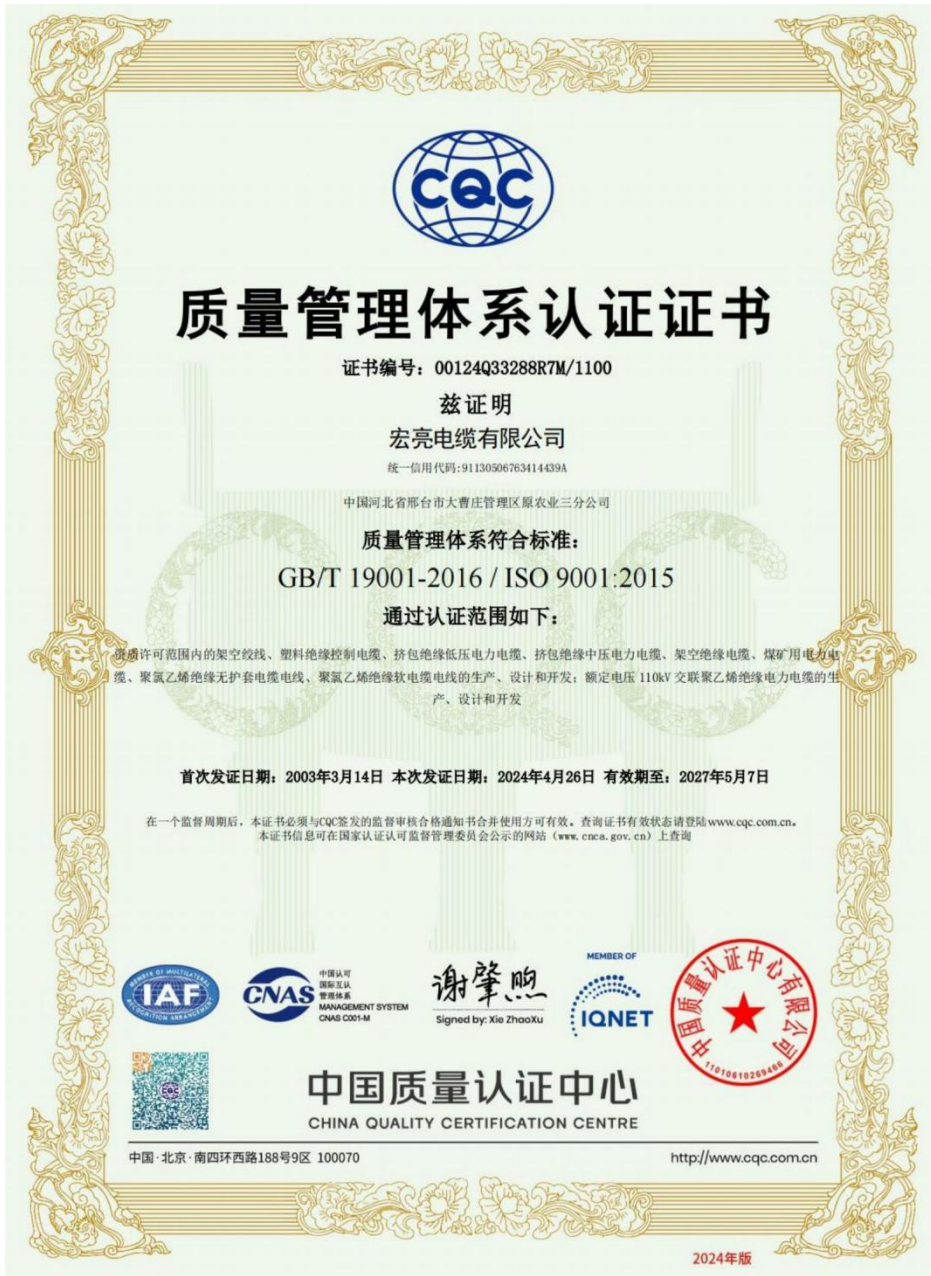 CQC
质量管理体系认证证书
证书编号：00124Q33288R7M/1100
兹证明
宏亮电缆有限公司
统一信用代码:91130506763414439A
中国河北省邢台市大曹庄管理区原农业三分公司
质量管理体系符合标准：
GB/T 19001-2016 / ISO 9001:2015
通过认证范围如下：
资质许可范围内的架空绞线、塑料绝缘控制电缆、挤包绝缘低压电力电缆、挤包绝缘中压电力电缆、架空绝缘电缆、煤矿用电力电
缆、聚氯乙烯绝缘无护套电缆电线、聚氯乙烯绝缘软电缆电线的生产、设计和开发；额定电压 110kV 交联聚乙烯绝缘电力电缆的生
产、设计和开发
首次发证日期：2003年3月14日 本次发证日期：2024年4月26日 有效期至：2027年5月7日
在一个监督周期后，本证书必须与CQC签发的监督审核合格通知书合并使用方可有效。查询证书有效状态请登陆www.cqc.com.cn。
本证书信息可在国家认证认可监督管理委员会公示的网站（www.cnca.gov.cn）上查询
MEMBER OF MULTILATERAL
IAF
RECOGNITION ARRANGEMENT
CNAS
中国认可
国际互认
管理体系
MANAGEMENT SYSTEM
CNAS C001-M
谢肇煦
Signed by: Xie ZhaoXu
MEMBER OF
IQNET
中国质量认证中心有限公司
11010610269466
CQC
中国质量认证中心
CHINA QUALITY CERTIFICATION CENTRE
中国·北京·南四环西路188号9区 100070
http://www.cqc.com.cn
2024年版